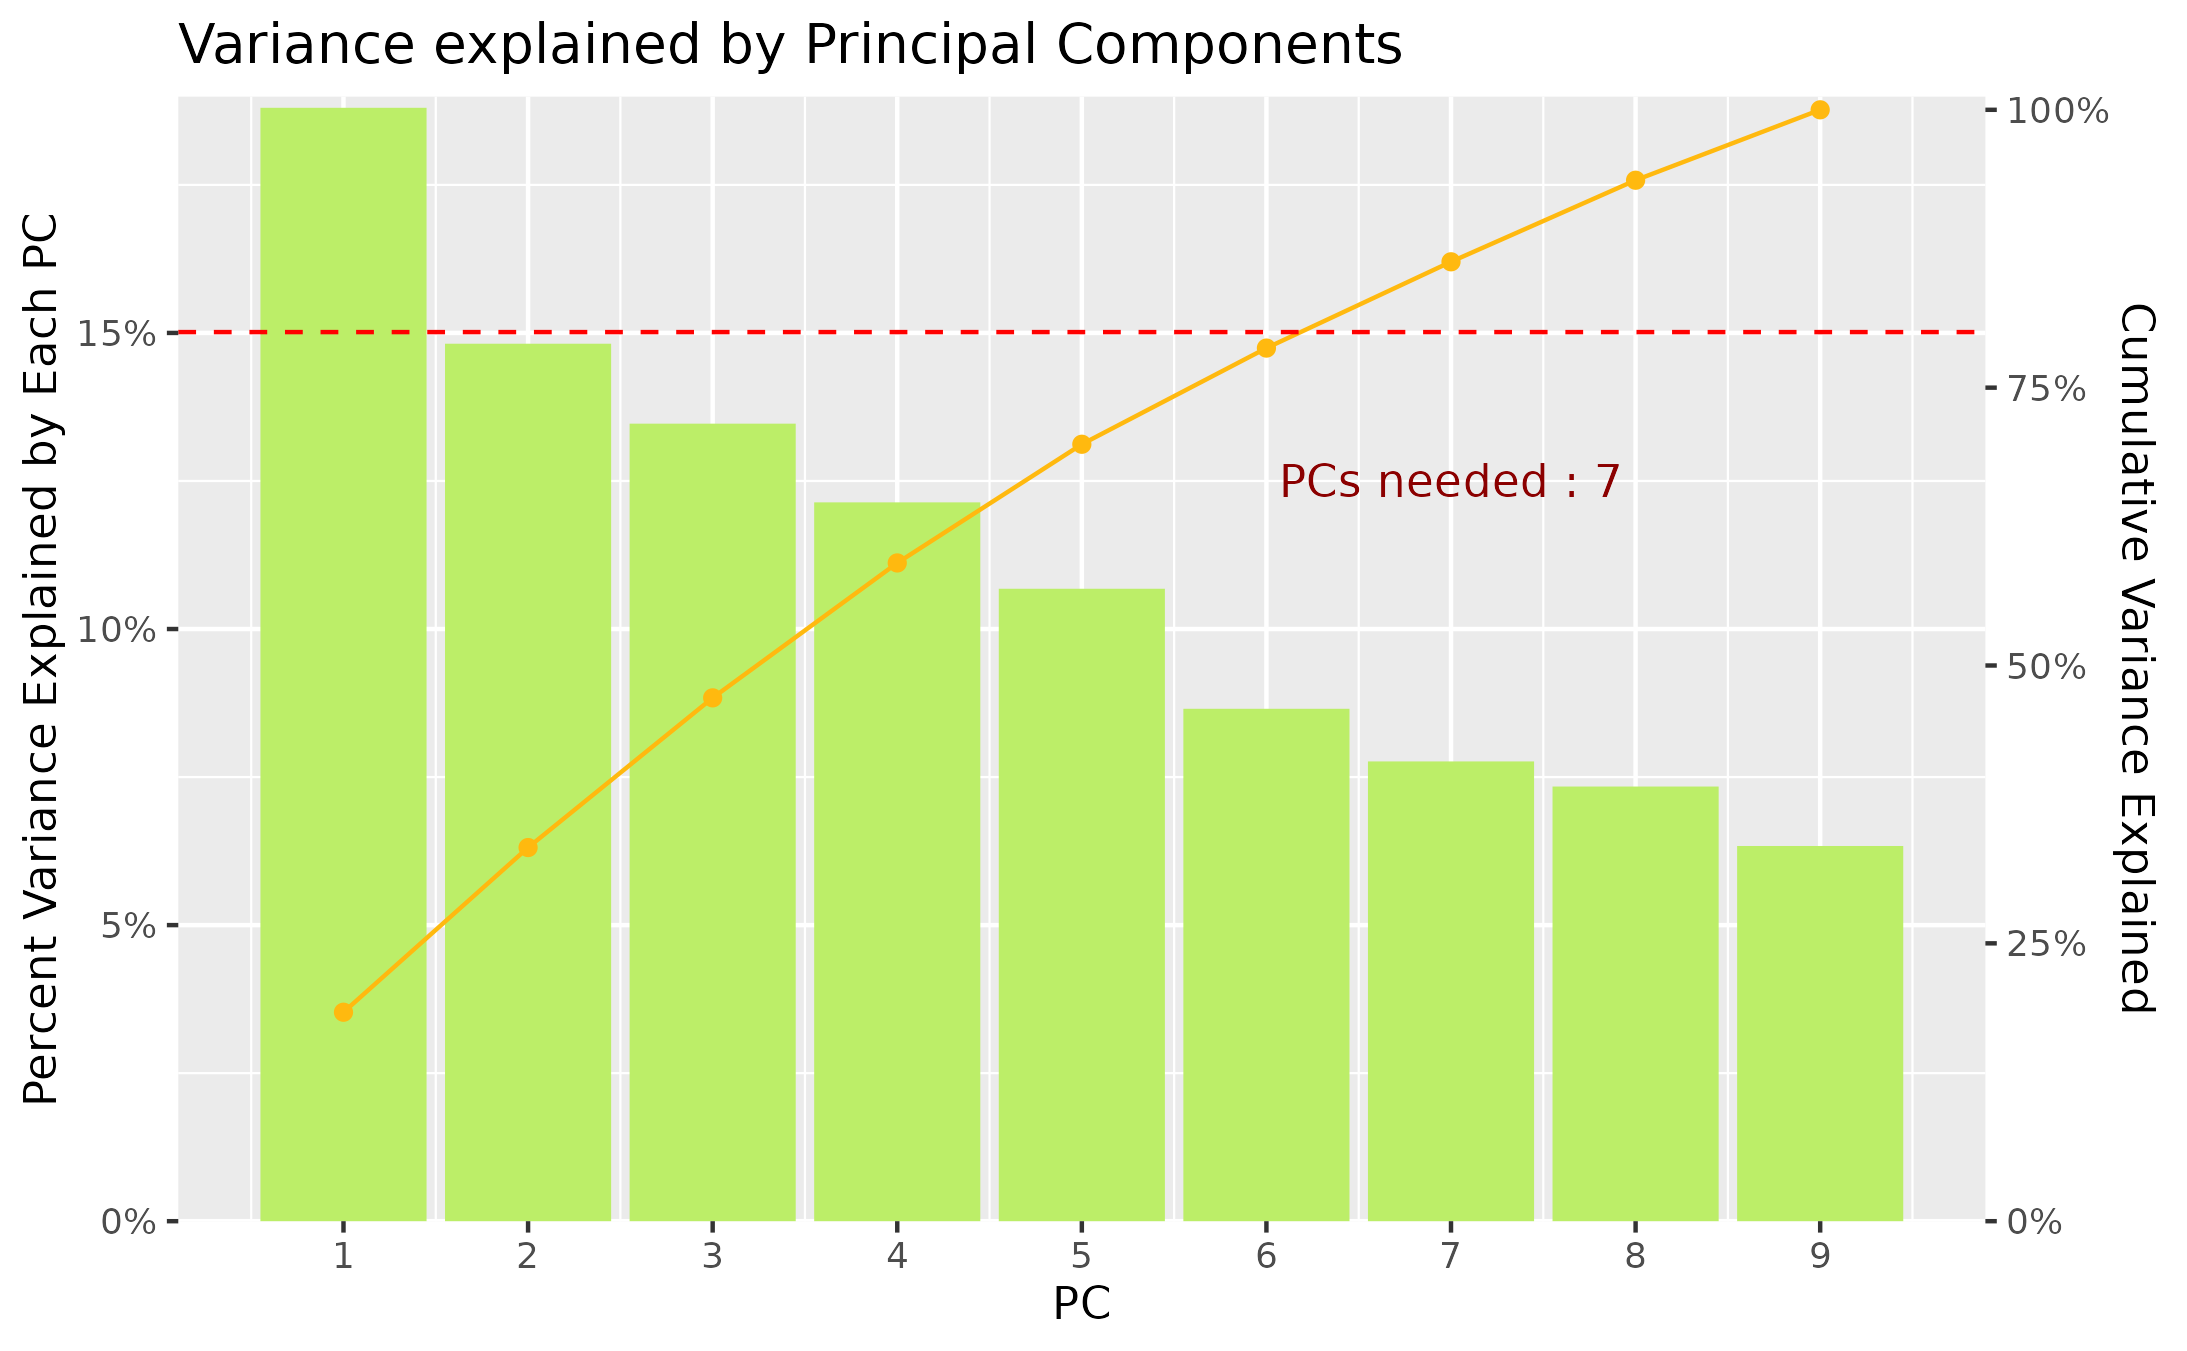 Variance explained by Principal Components
Percent Variance Explained by Each PC
15%
10%
5%
0%
PCs needed : 7
100%
75%
50%
25%
0%
Cumulative Variance Explained
1 2 3 4 5 6 7 8 9
PC